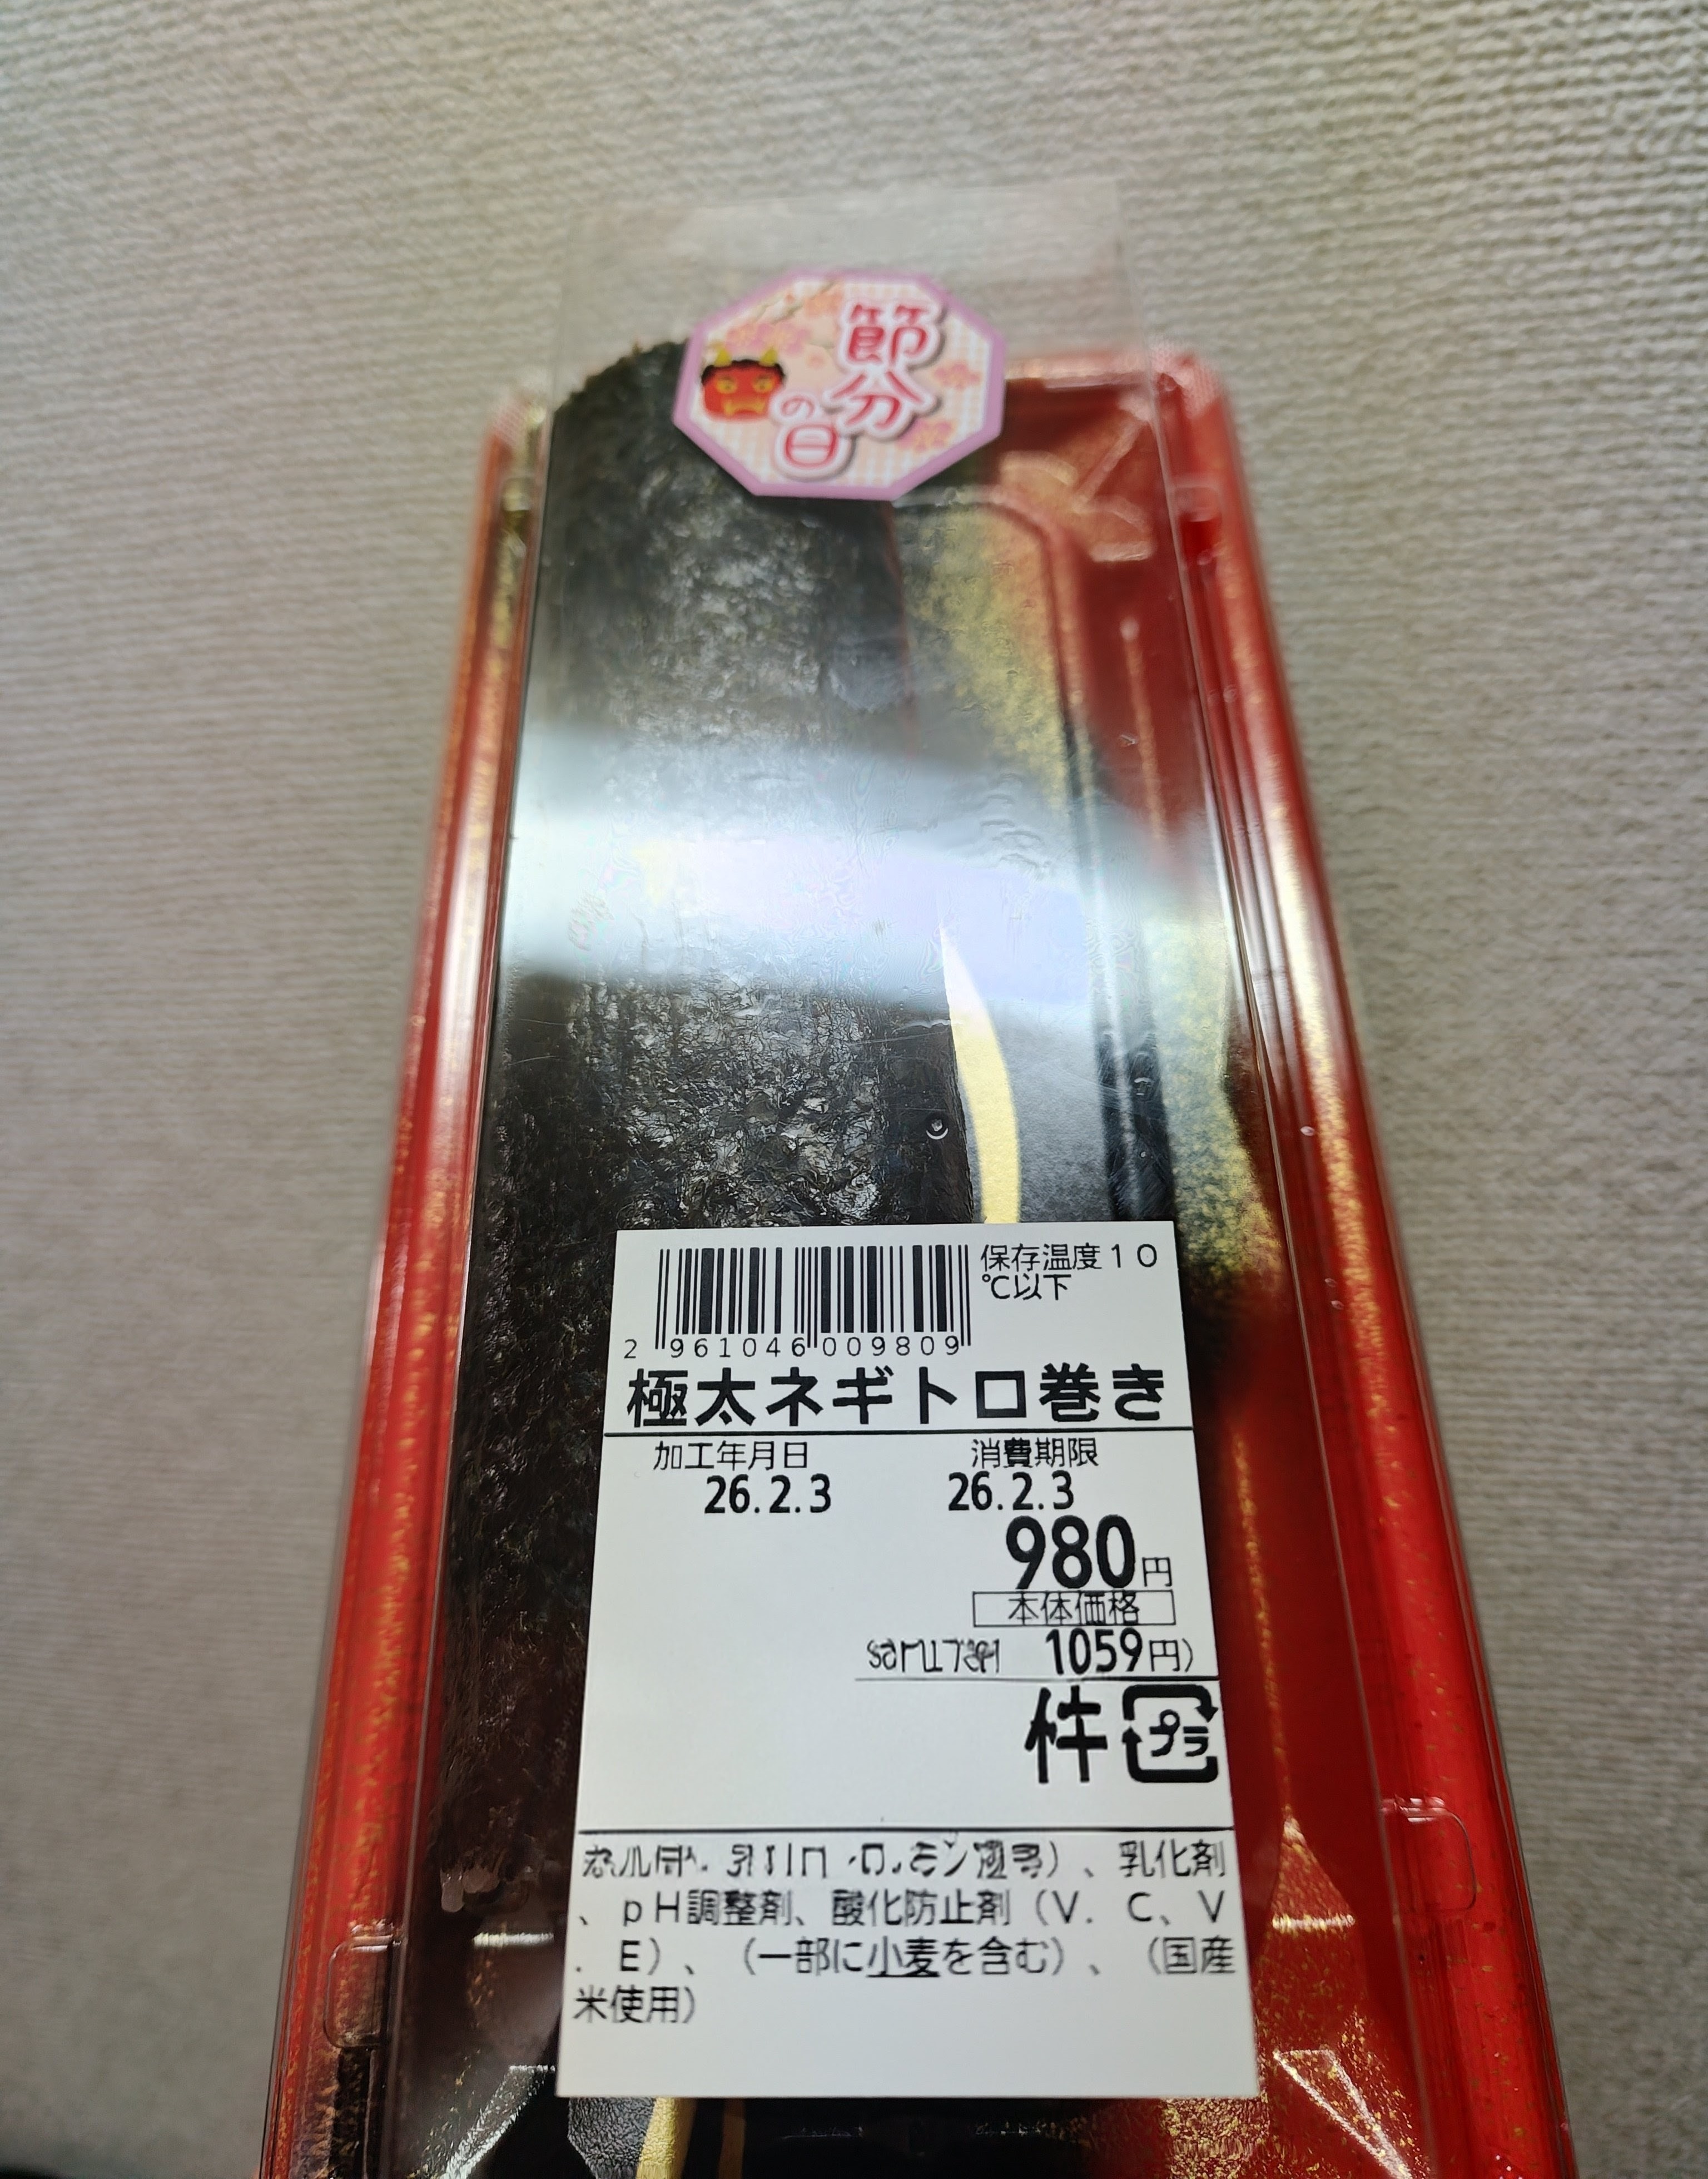 節分
の日
保存温度10
℃以下
2 961046 009809
極太ネギトロ巻き
加工年月日 消費期限
26.2.3 26.2.3
980円
本体価格
1059円)
プラ
)、乳化剤
、pH調整剤、酸化防止剤(V. C、V
. E)、(一部に小麦を含む)、(国産
米使用)